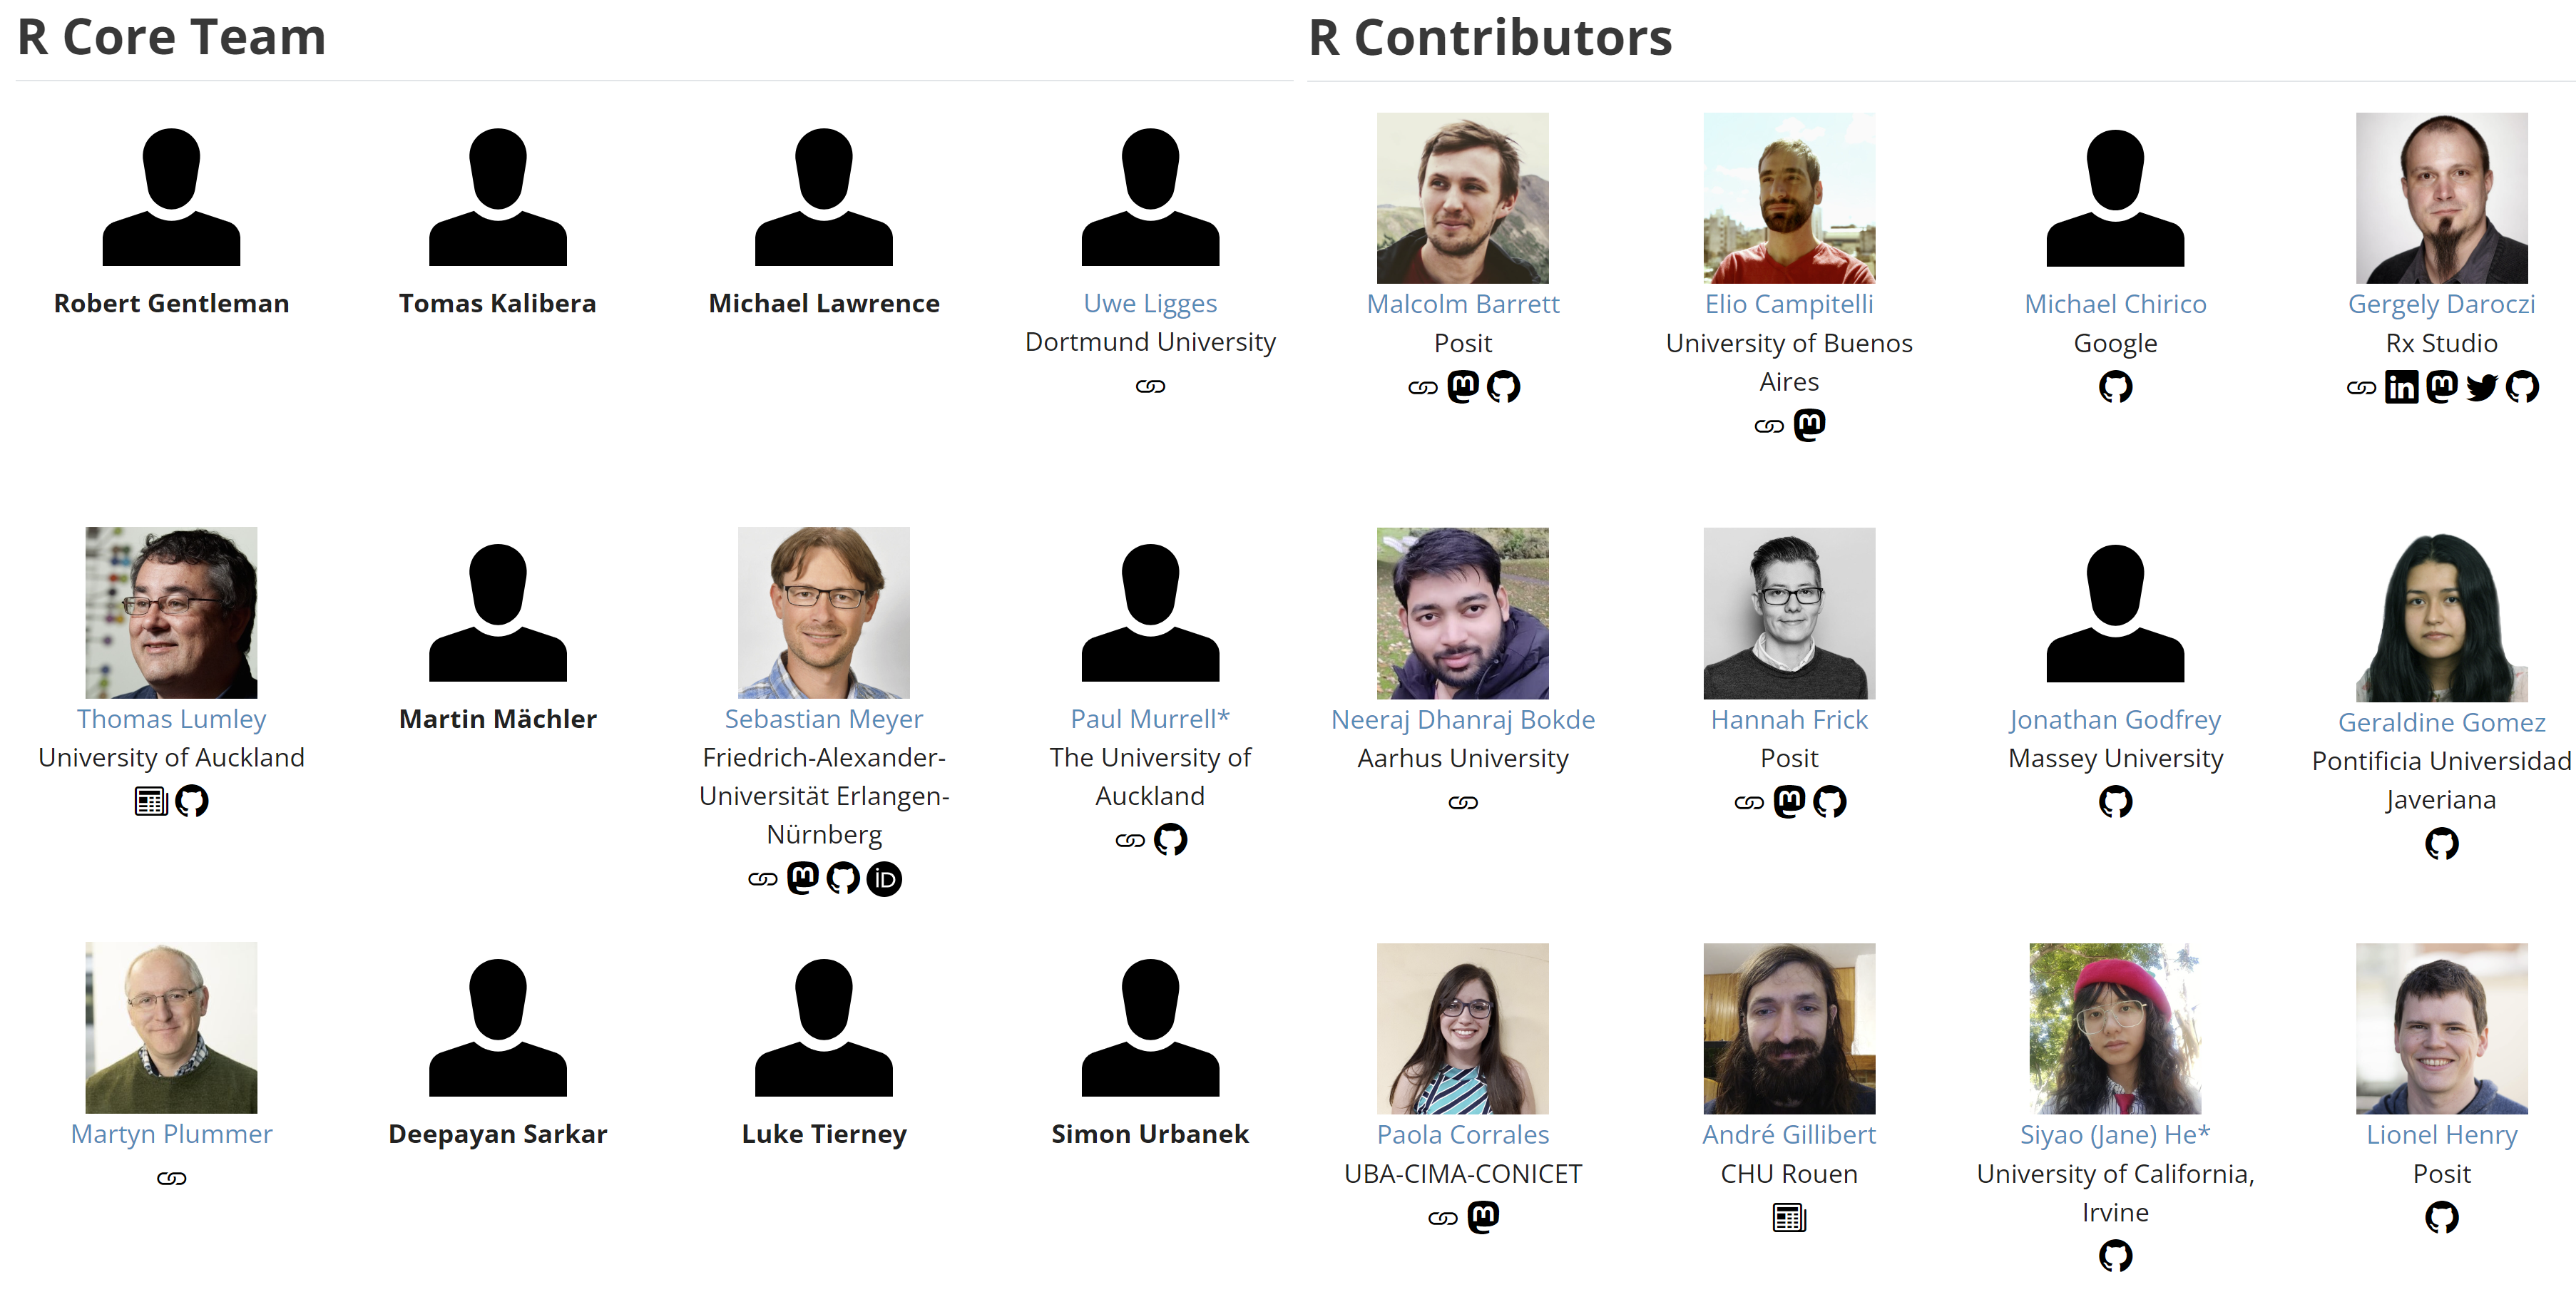 R Core Team
Robert Gentleman
Tomas Kalibera
Michael Lawrence
Uwe Ligges
Dortmund University
Thomas Lumley
University of Auckland
Martin Mächler
Sebastian Meyer
Friedrich-Alexander-
Universität Erlangen-
Nürnberg
iD
Paul Murrell*
The University of
Auckland
Martyn Plummer
Deepayan Sarkar
Luke Tierney
Simon Urbanek
R Contributors
Malcolm Barrett
Posit
m
Elio Campitelli
University of Buenos
Aires
m
Michael Chirico
Google
Gergely Daroczi
Rx Studio
in
m
Neeraj Dhanraj Bokde
Aarhus University
Hannah Frick
Posit
m
Jonathan Godfrey
Massey University
Geraldine Gomez
Pontificia Universidad
Javeriana
Paola Corrales
UBA-CIMA-CONICET
m
André Gillibert
CHU Rouen
Siyao (Jane) He*
University of California,
Irvine
Lionel Henry
Posit